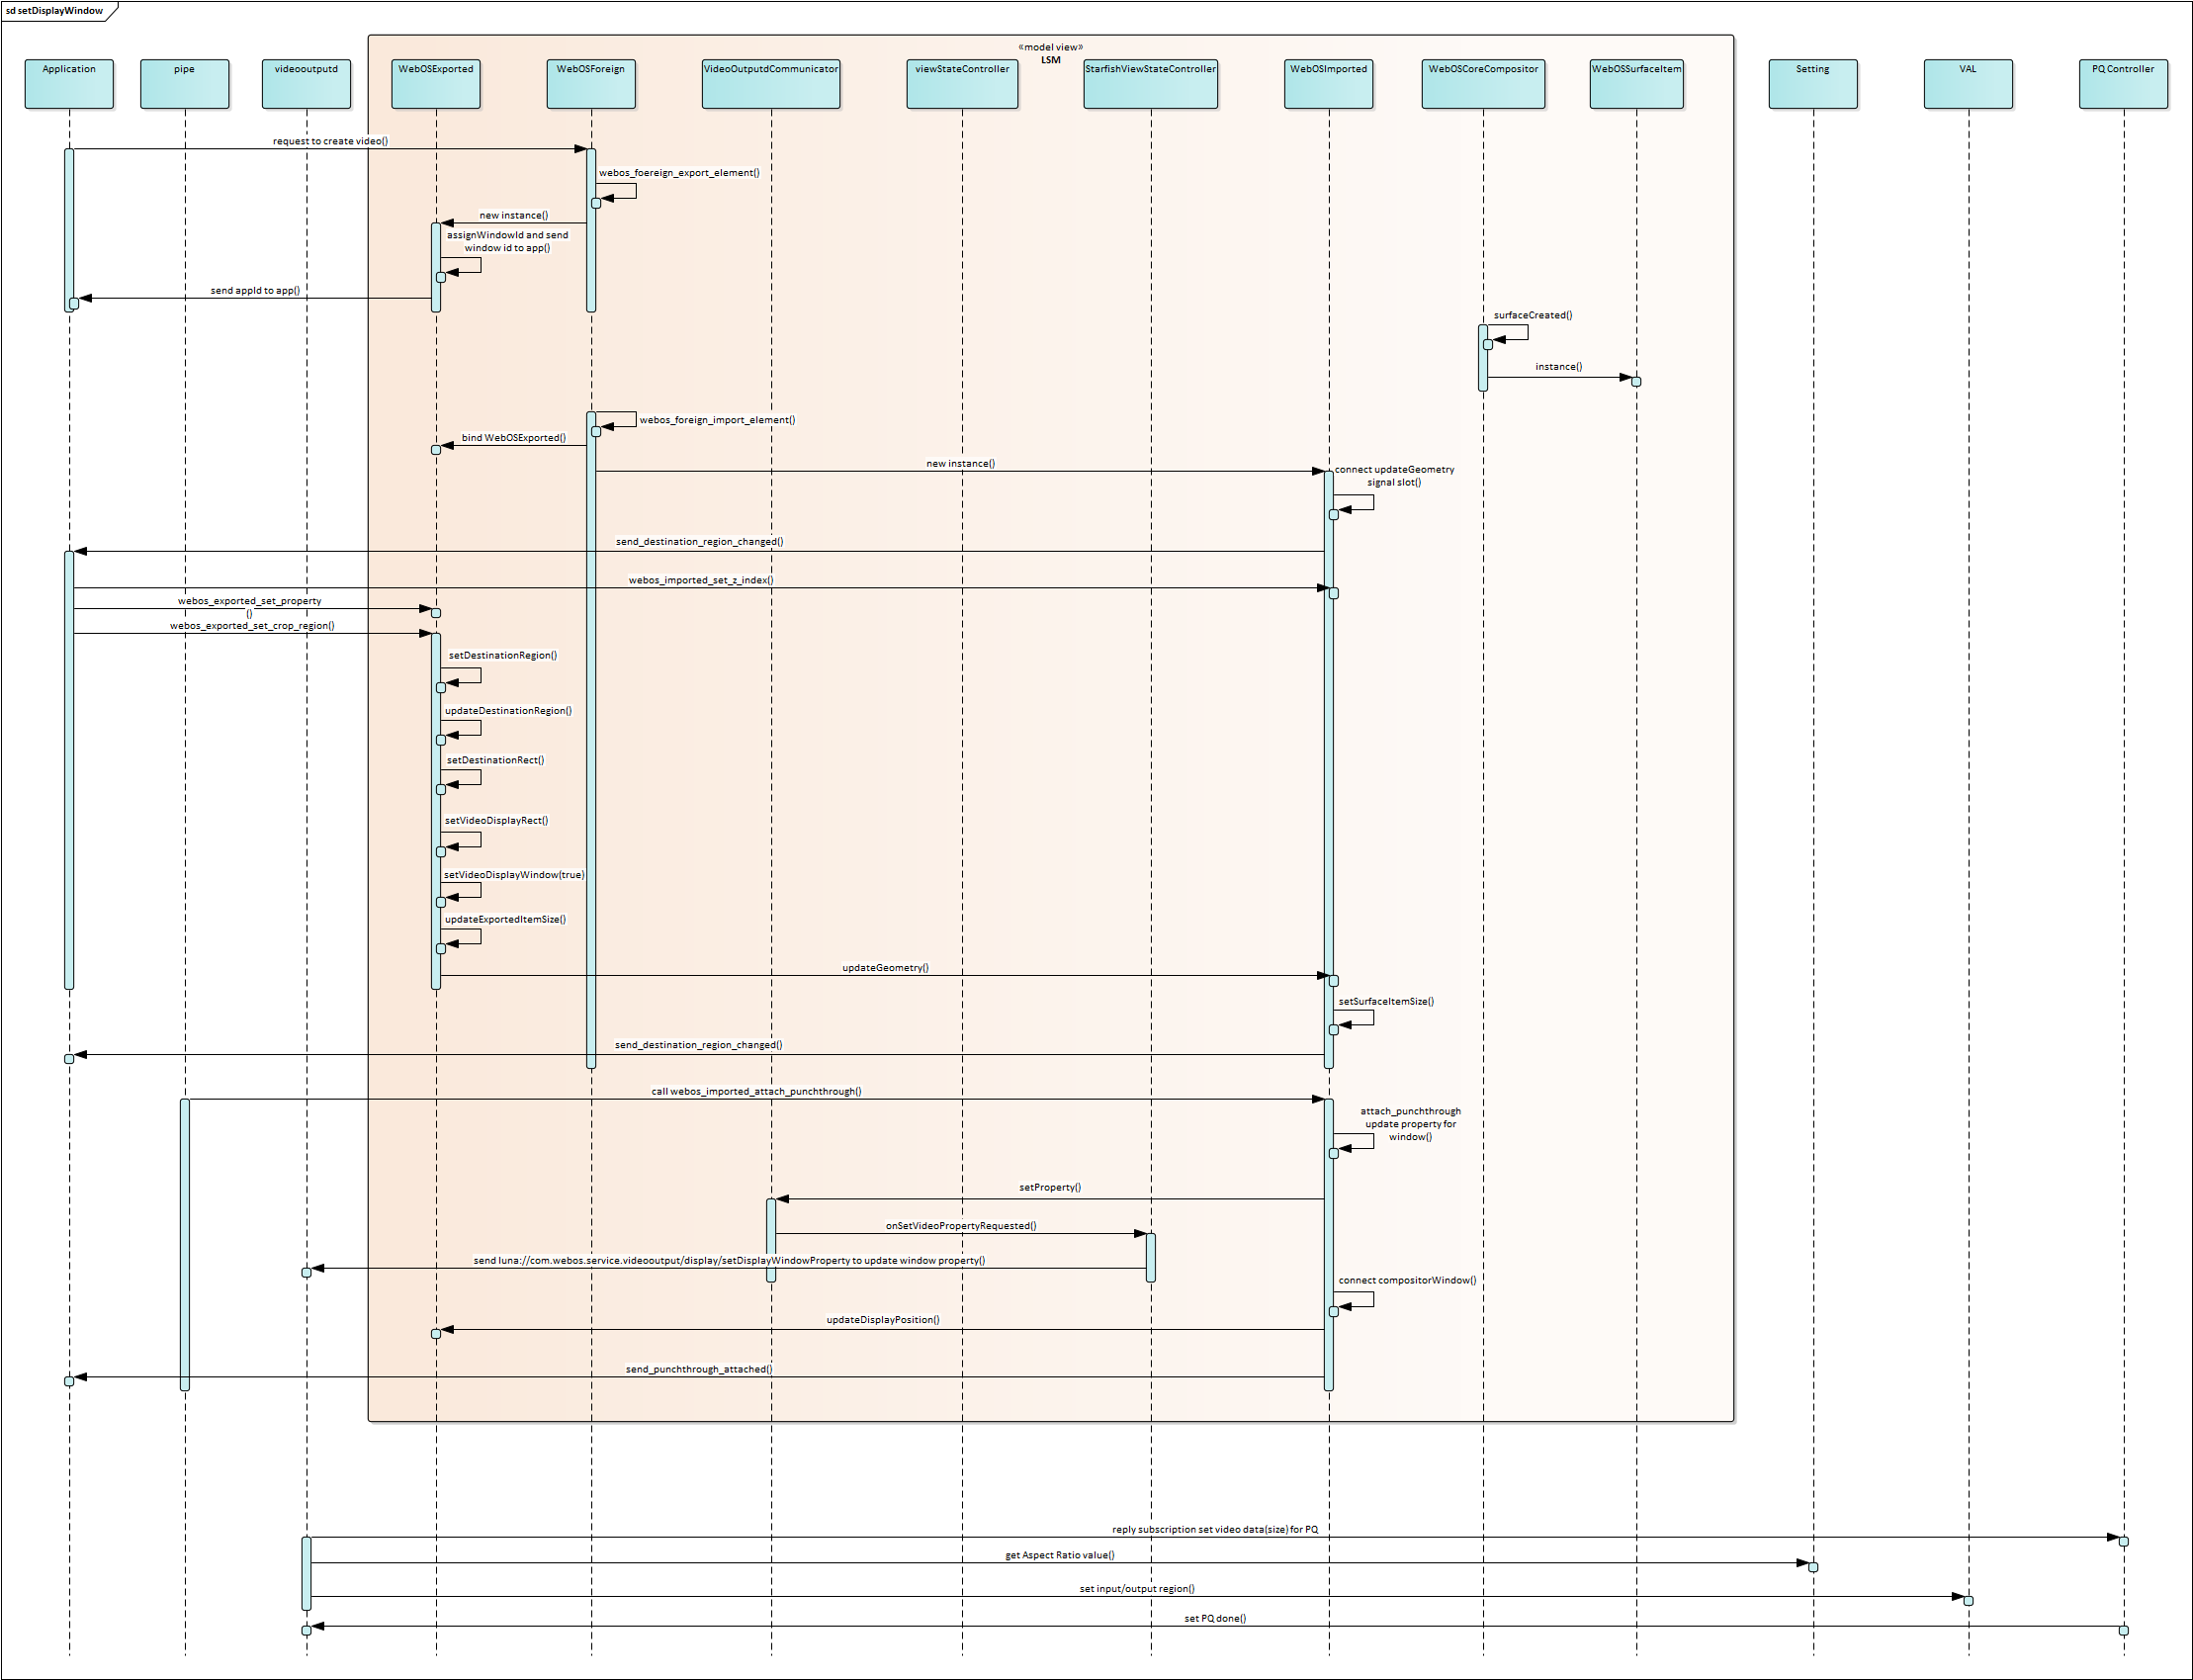 sd setDisplayWindow
«model view»
LSM
Application
pipe
videooutputd
WebOSExported
WebOSForeign
VideoOutputdCommunicator
viewStateController
StarfishViewStateController
WebOSImported
WebOSCoreCompositor
WebOSSurfaceItem
Setting
VAL
PQ Controller
request to create video()
webos_foereign_export_element()
new instance()
assignWindowId and send
window id to app()
send appId to app()
surfaceCreated()
instance()
webos_foreign_import_element()
bind WebOSExported()
new instance()
connect updateGeometry
signal slot()
send_destination_region_changed()
webos_imported_set_z_index()
webos_exported_set_property
()
webos_exported_set_crop_region()
setDestinationRegion()
updateDestinationRegion()
setDestinationRect()
setVideoDisplayRect()
setVideoDisplayWindow(true)
updateExportedItemSize()
updateGeometry()
setSurfaceItemSize()
send_destination_region_changed()
call webos_imported_attach_punchthrough()
attach_punchthrough
update property for
window()
setProperty()
onSetVideoPropertyRequested()
send luna://com.webos.service.videooutput/display/setDisplayWindowProperty to update window property()
connect compositorWindow()
updateDisplayPosition()
send_punchthrough_attached()
reply subscription set video data(size) for PQ
get Aspect Ratio value()
set input/output region()
set PQ done()